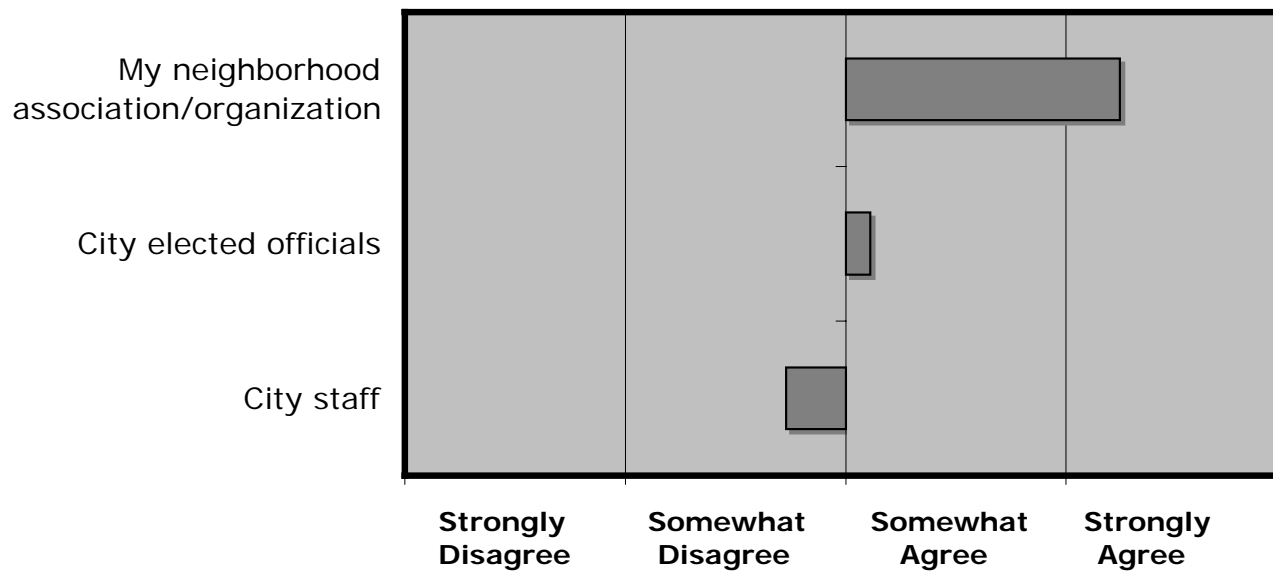 My neighborhood
association/organization
City elected officials
City staff
Strongly
Disagree
Somewhat
Disagree
Somewhat
Agree
Strongly
Agree